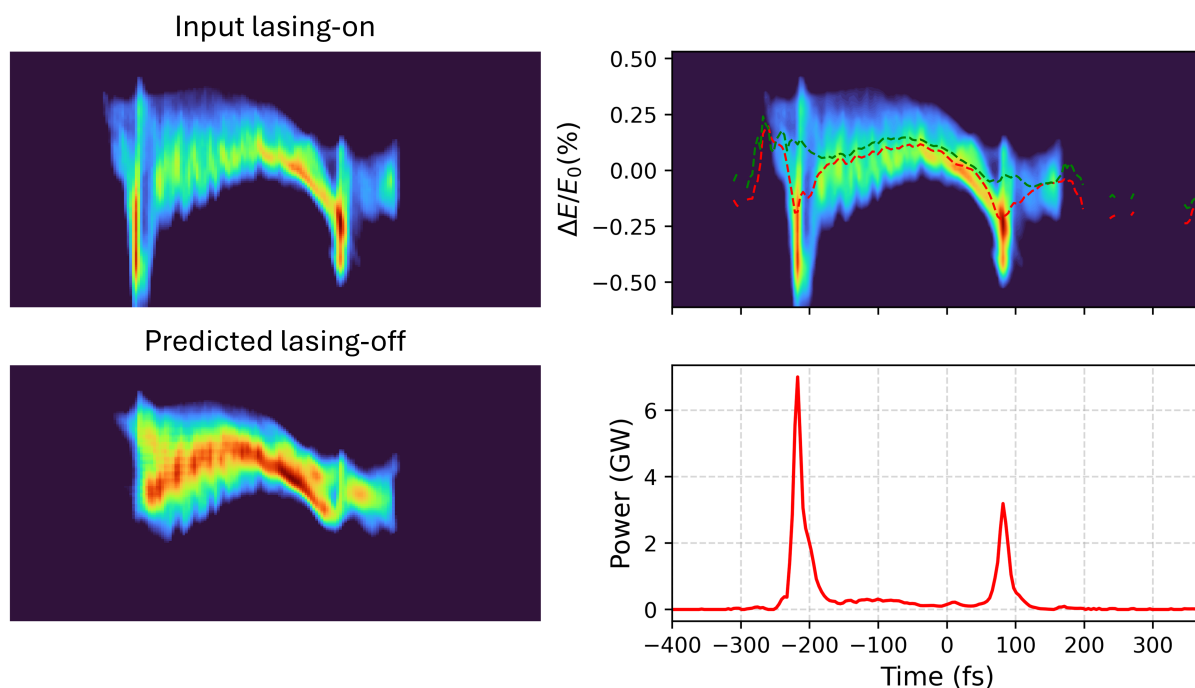 Input lasing-on
0.50
0.25
0.00
−0.25
−0.50
ΔE/E₀(%)
Predicted lasing-off
6
4
2
0
Power (GW)
−400 −300 −200 −100 0 100 200 300
Time (fs)